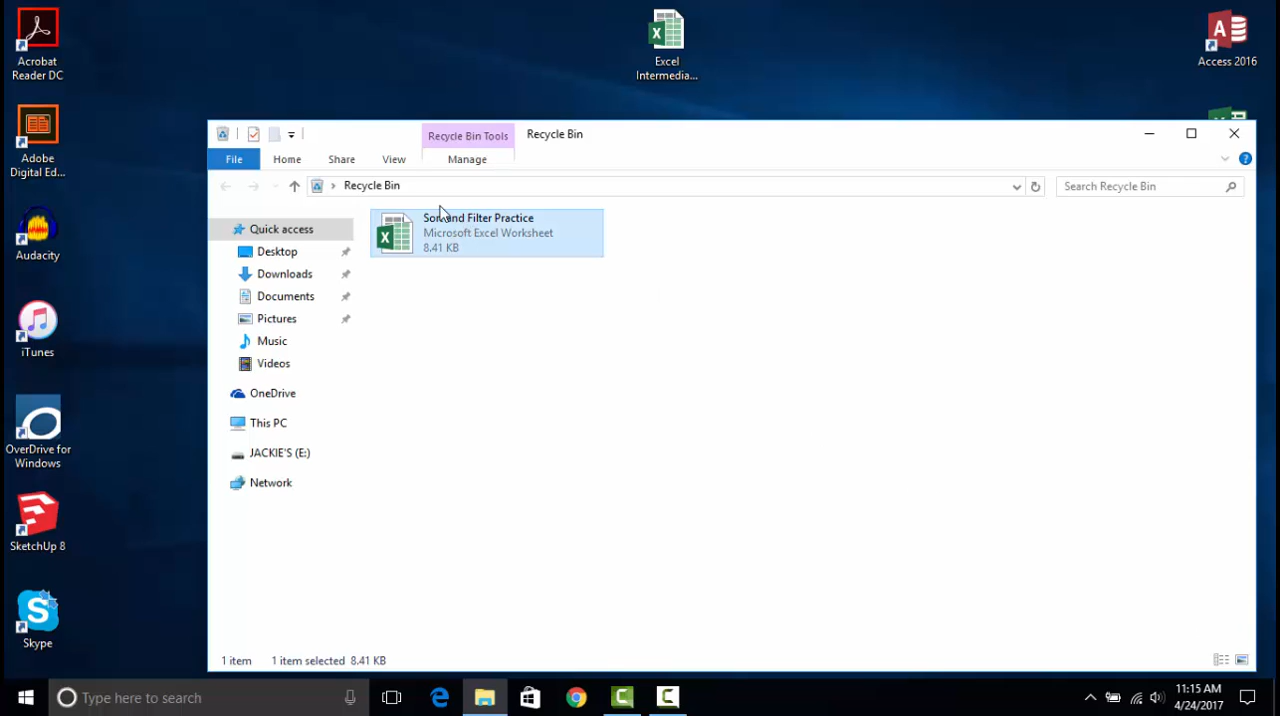 Acrobat
Reader DC
Excel
Intermedia...
Access 2016
Adobe
Digital Ed...
Audacity
iTunes
OverDrive for
Windows
SketchUp 8
Skype
Recycle Bin Tools
Recycle Bin
File
Home
Share
View
Manage
Recycle Bin
Search Recycle Bin
Quick access
Desktop
Downloads
Documents
Pictures
Music
Videos
OneDrive
This PC
JACKIE'S (E:)
Network
Sort and Filter Practice
Microsoft Excel Worksheet
8.41 KB
1 item
1 item selected 8.41 KB
Type here to search
11:15 AM
4/24/2017